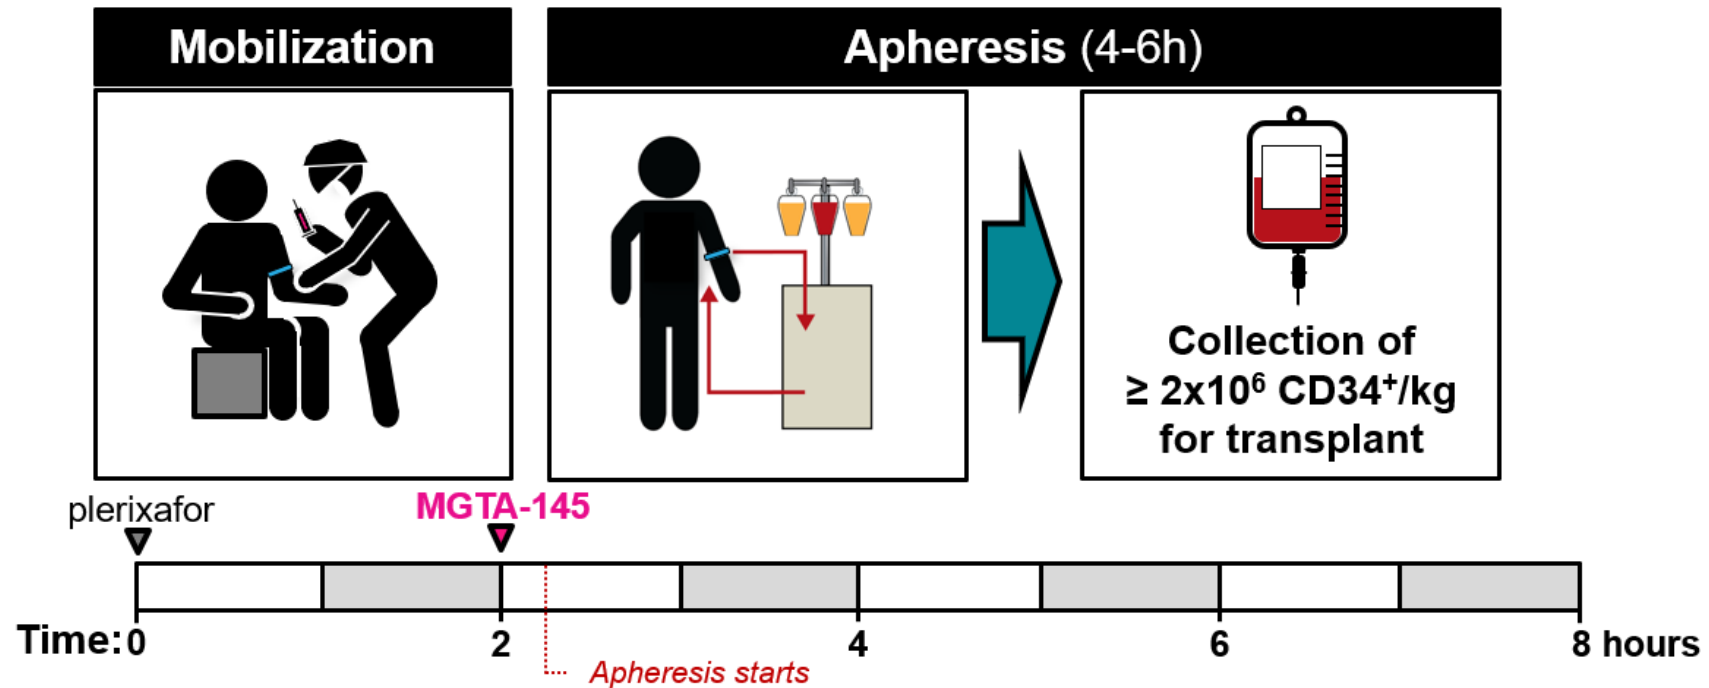 Mobilization
Apheresis (4-6h)
Collection of
≥ 2x10⁶ CD34⁺/kg
for transplant
plerixafor
MGTA-145
Time: 0 2 4 6 8 hours
Apheresis starts